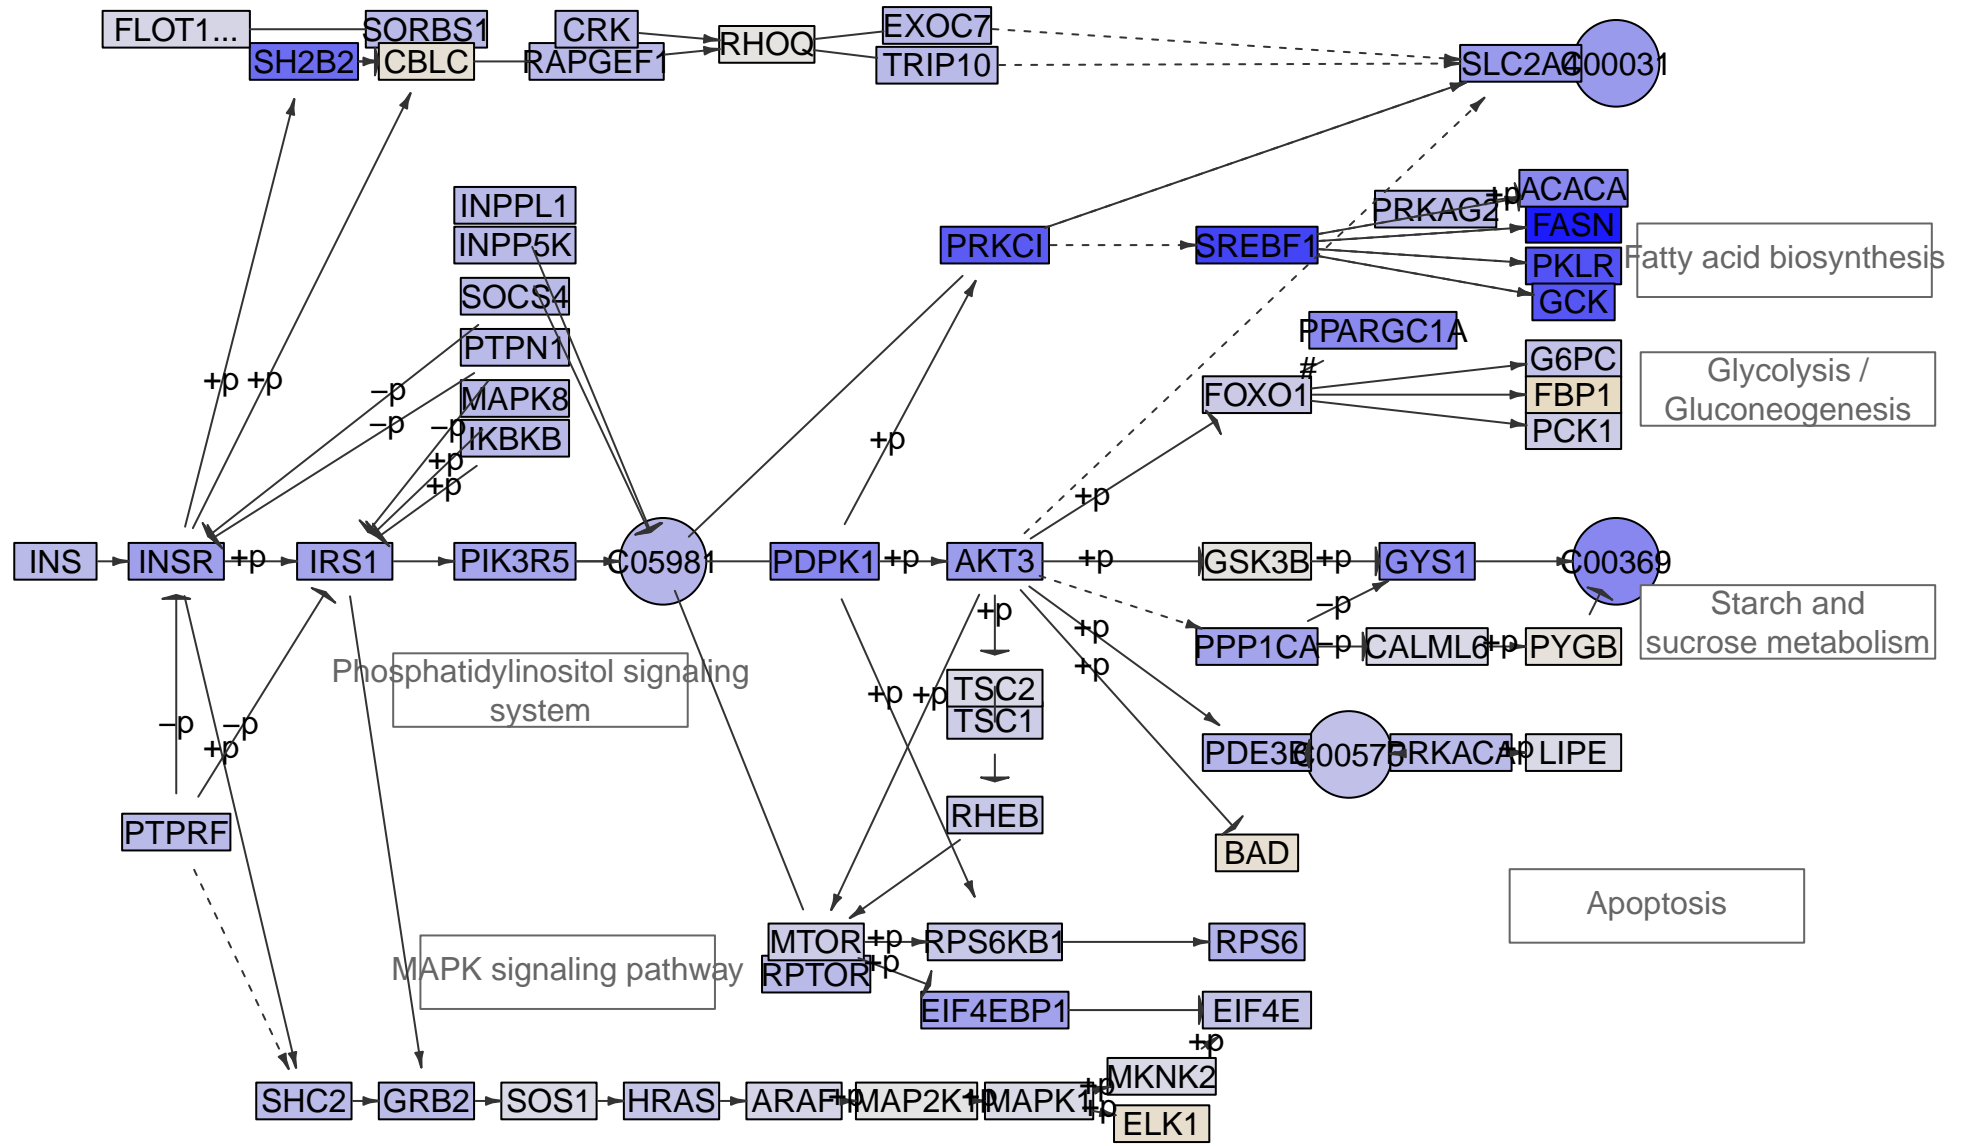 FLOT1...
SORBS1
CRK
EXOC7
SH2B2
CBLC
RAPGEF1
RHOQ
TRIP10
SLC2A4
C00031
INPPL1
INPP5K
SOCS4
PTPN1
MAPK8
IKBKB
PRKCI
SREBF1
PRKAG2
+p
ACACA
FASN
PKLR
GCK
Fatty acid biosynthesis
PPARGC1A
#
FOXO1
G6PC
FBP1
PCK1
Glycolysis /
Gluconeogenesis
+p
+p
−p
−p
−p
+p
+p
+p
+p
INS
INSR
+p
IRS1
PIK3R5
C05981
PDPK1
+p
AKT3
+p
GSK3B
+p
GYS1
C00369
+p
+p
+p
−p
PPP1CA
−p
CALML6
+p
PYGB
Starch and
sucrose metabolism
Phosphatidylinositol signaling
system
−p
+p
−p
+p
+p
TSC2
TSC1
PDE3B
C00575
PRKACA
+p
LIPE
PTPRF
RHEB
BAD
Apoptosis
MAPK signaling pathway
MTOR
RPTOR
+p
+p
RPS6KB1
RPS6
EIF4EBP1
EIF4E
+p
SHC2
GRB2
SOS1
HRAS
ARAF
+p
MAP2K1
+p
MAPK1
+p
+p
MKNK2
ELK1